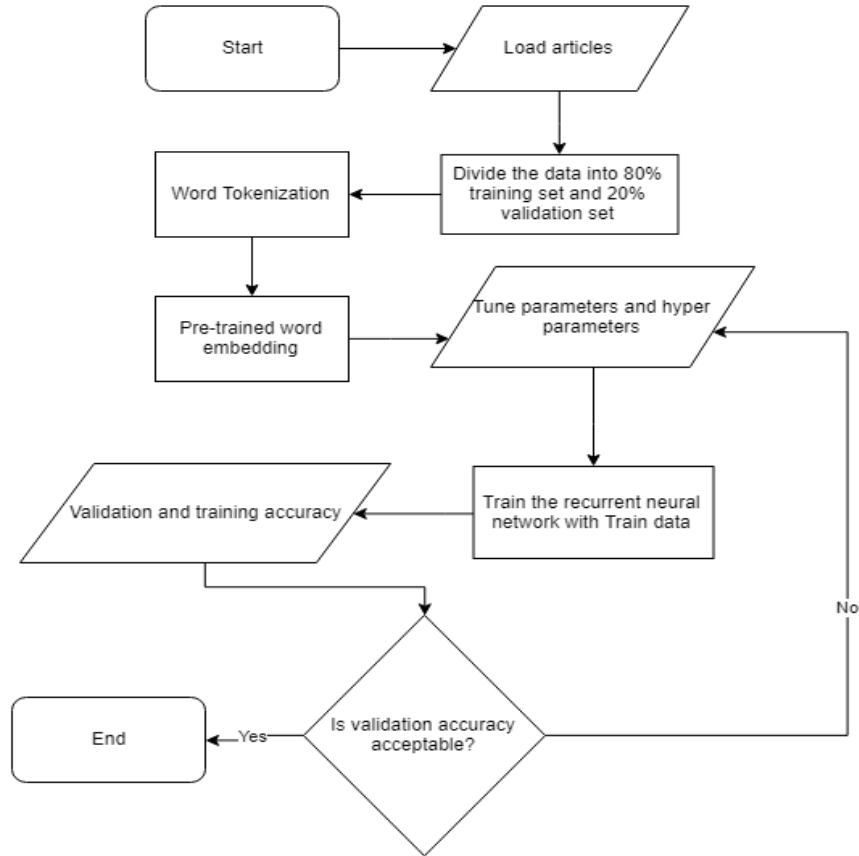 Start
Load articles
Divide the data into 80%
training set and 20%
validation set
Word Tokenization
Pre-trained word
embedding
Tune parameters and hyper
parameters
Train the recurrent neural
network with Train data
Validation and training accuracy
Is validation accuracy
acceptable?
No
Yes
End